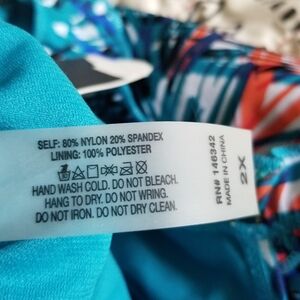 SELF: 80% NYLON 20% SPANDEX
LINING: 100% POLYESTER
HAND WASH COLD. DO NOT BLEACH.
HANG TO DRY. DO NOT WRING.
DO NOT IRON. DO NOT DRY CLEAN.
RN# 146342
MADE IN CHINA
2X